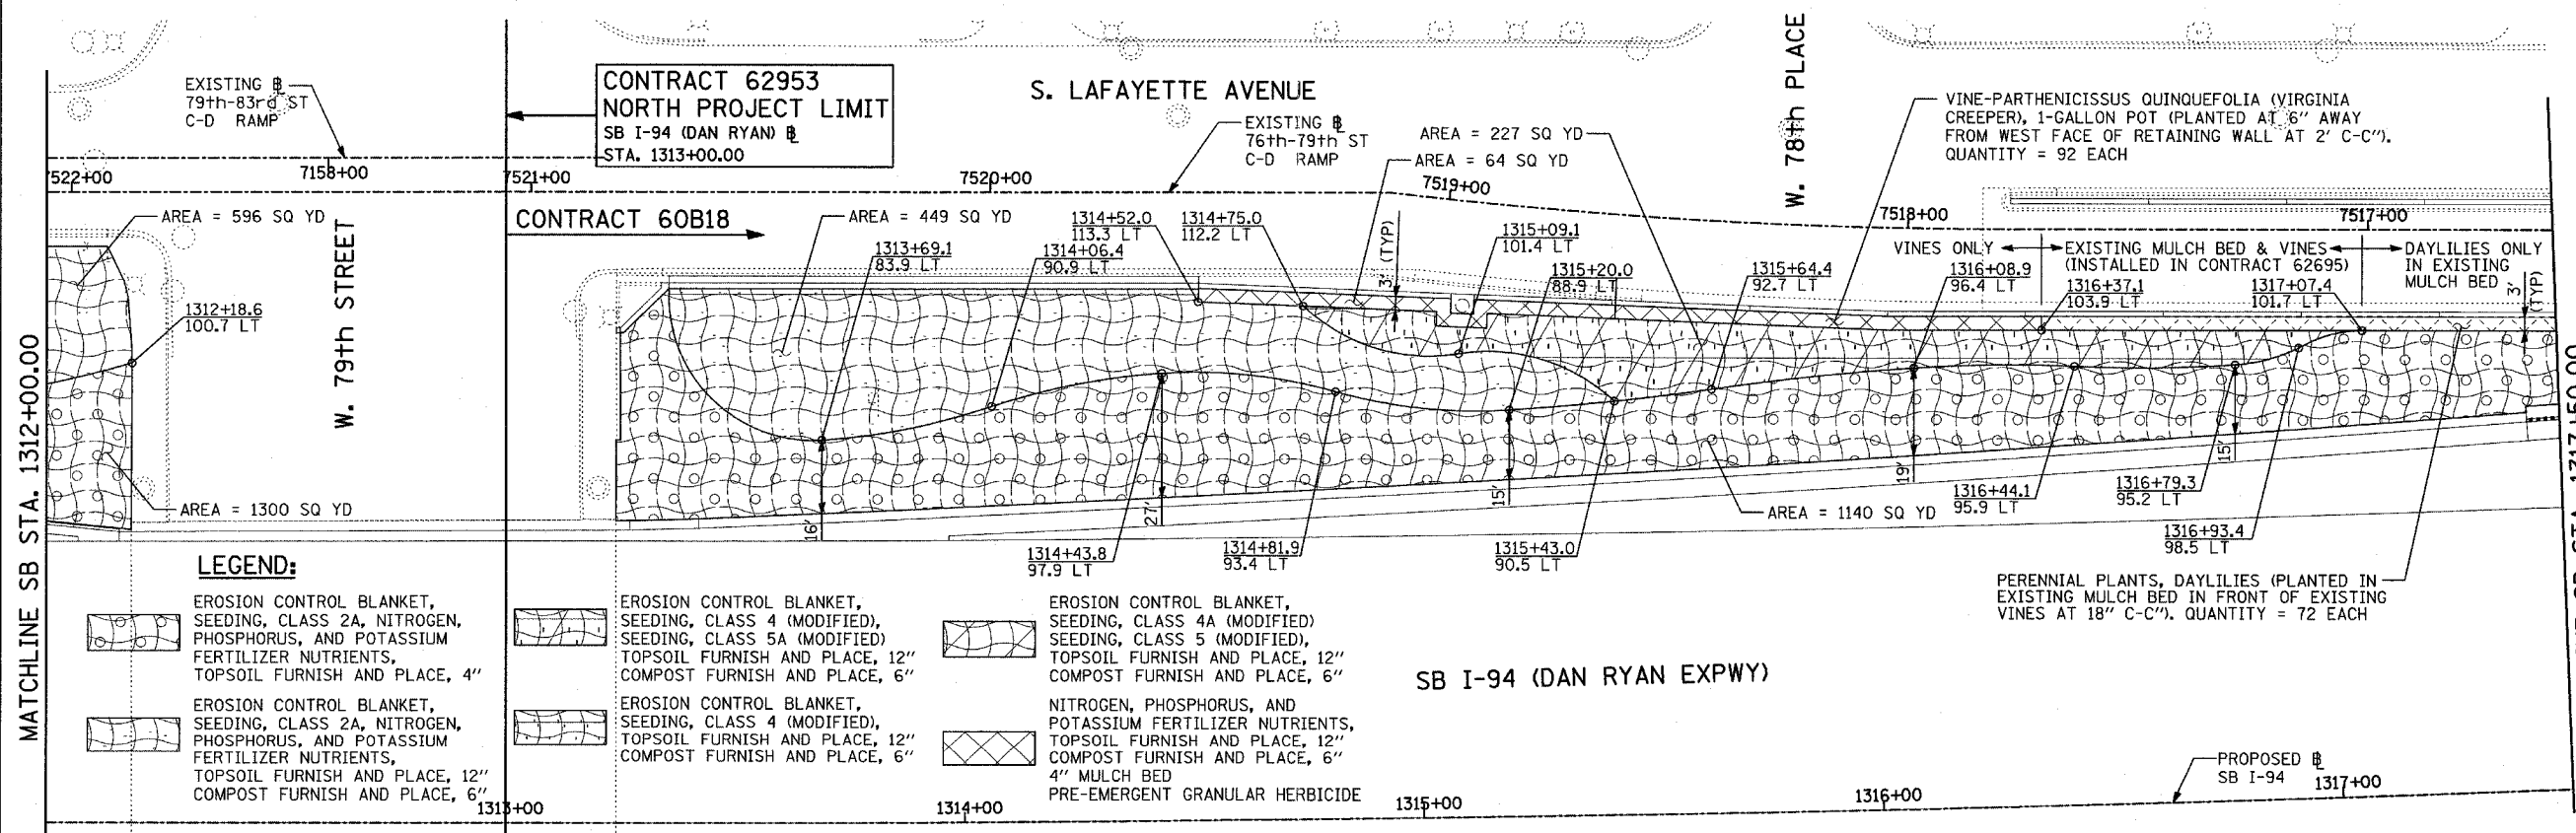 EXISTING BL
79th-83rd ST
C-D RAMP
CONTRACT 62953
NORTH PROJECT LIMIT
SB I-94 (DAN RYAN) BL
STA. 1313+00.00
S. LAFAYETTE AVENUE
EXISTING BL
76th-79th ST
C-D RAMP
AREA = 227 SQ YD
AREA = 64 SQ YD
W. 78th PLACE
VINE-PARTHENICISSUS QUINQUEFOLIA (VIRGINIA
CREEPER), 1-GALLON POT (PLANTED AT 6" AWAY
FROM WEST FACE OF RETAINING WALL AT 2' C-C").
QUANTITY = 92 EACH
7522+00
7158+00
7521+00
7520+00
7519+00
7518+00
7517+00
AREA = 596 SQ YD
W. 79th STREET
CONTRACT 60B18
AREA = 449 SQ YD
1313+69.1
83.9 LT
1314+06.4
90.9 LT
1314+52.0
113.3 LT
1314+75.0
112.2 LT
3' (TYP)
1315+09.1
101.4 LT
1315+20.0
88.9 LT
1315+64.4
92.7 LT
VINES ONLY
EXISTING MULCH BED & VINES
(INSTALLED IN CONTRACT 62695)
DAYLILIES ONLY
IN EXISTING
MULCH BED
1316+08.9
96.4 LT
1316+37.1
103.9 LT
1317+07.4
101.7 LT
3'
(TYP)
1312+18.6
100.7 LT
MATCHLINE SB STA. 1312+00.00
AREA = 1300 SQ YD
16'
27'
15'
19'
15'
1314+43.8
97.9 LT
1314+81.9
93.4 LT
1315+43.0
90.5 LT
AREA = 1140 SQ YD
1316+44.1
95.9 LT
1316+79.3
95.2 LT
1316+93.4
98.5 LT
PERENNIAL PLANTS, DAYLILIES (PLANTED IN
EXISTING MULCH BED IN FRONT OF EXISTING
VINES AT 18" C-C"). QUANTITY = 72 EACH
LEGEND:
EROSION CONTROL BLANKET,
SEEDING, CLASS 2A, NITROGEN,
PHOSPHORUS, AND POTASSIUM
FERTILIZER NUTRIENTS,
TOPSOIL FURNISH AND PLACE, 4"
EROSION CONTROL BLANKET,
SEEDING, CLASS 2A, NITROGEN,
PHOSPHORUS, AND POTASSIUM
FERTILIZER NUTRIENTS,
TOPSOIL FURNISH AND PLACE, 12"
COMPOST FURNISH AND PLACE, 6"
EROSION CONTROL BLANKET,
SEEDING, CLASS 4 (MODIFIED),
SEEDING, CLASS 5A (MODIFIED)
TOPSOIL FURNISH AND PLACE, 12"
COMPOST FURNISH AND PLACE, 6"
EROSION CONTROL BLANKET,
SEEDING, CLASS 4 (MODIFIED),
TOPSOIL FURNISH AND PLACE, 12"
COMPOST FURNISH AND PLACE, 6"
EROSION CONTROL BLANKET,
SEEDING, CLASS 4A (MODIFIED)
SEEDING, CLASS 5 (MODIFIED),
TOPSOIL FURNISH AND PLACE, 12"
COMPOST FURNISH AND PLACE, 6"
NITROGEN, PHOSPHORUS, AND
POTASSIUM FERTILIZER NUTRIENTS,
TOPSOIL FURNISH AND PLACE, 12"
COMPOST FURNISH AND PLACE, 6"
4" MULCH BED
PRE-EMERGENT GRANULAR HERBICIDE
SB I-94 (DAN RYAN EXPWY)
PROPOSED BL
SB I-94
1313+00
1314+00
1315+00
1316+00
1317+00